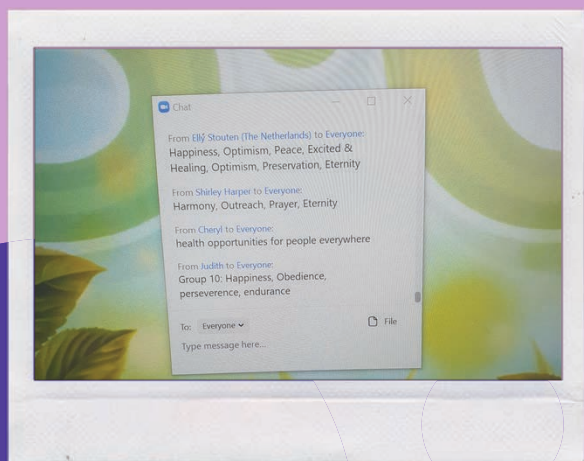 Chat
From Ellÿ Stouten (The Netherlands) to Everyone:
Happiness, Optimism, Peace, Excited &
Healing, Optimism, Preservation, Eternity
From Shirley Harper to Everyone:
Harmony, Outreach, Prayer, Eternity
From Cheryl to Everyone:
health opportunities for people everywhere
From Judith to Everyone:
Group 10: Happiness, Obedience,
perseverence, endurance
To: Everyone File
Type message here...